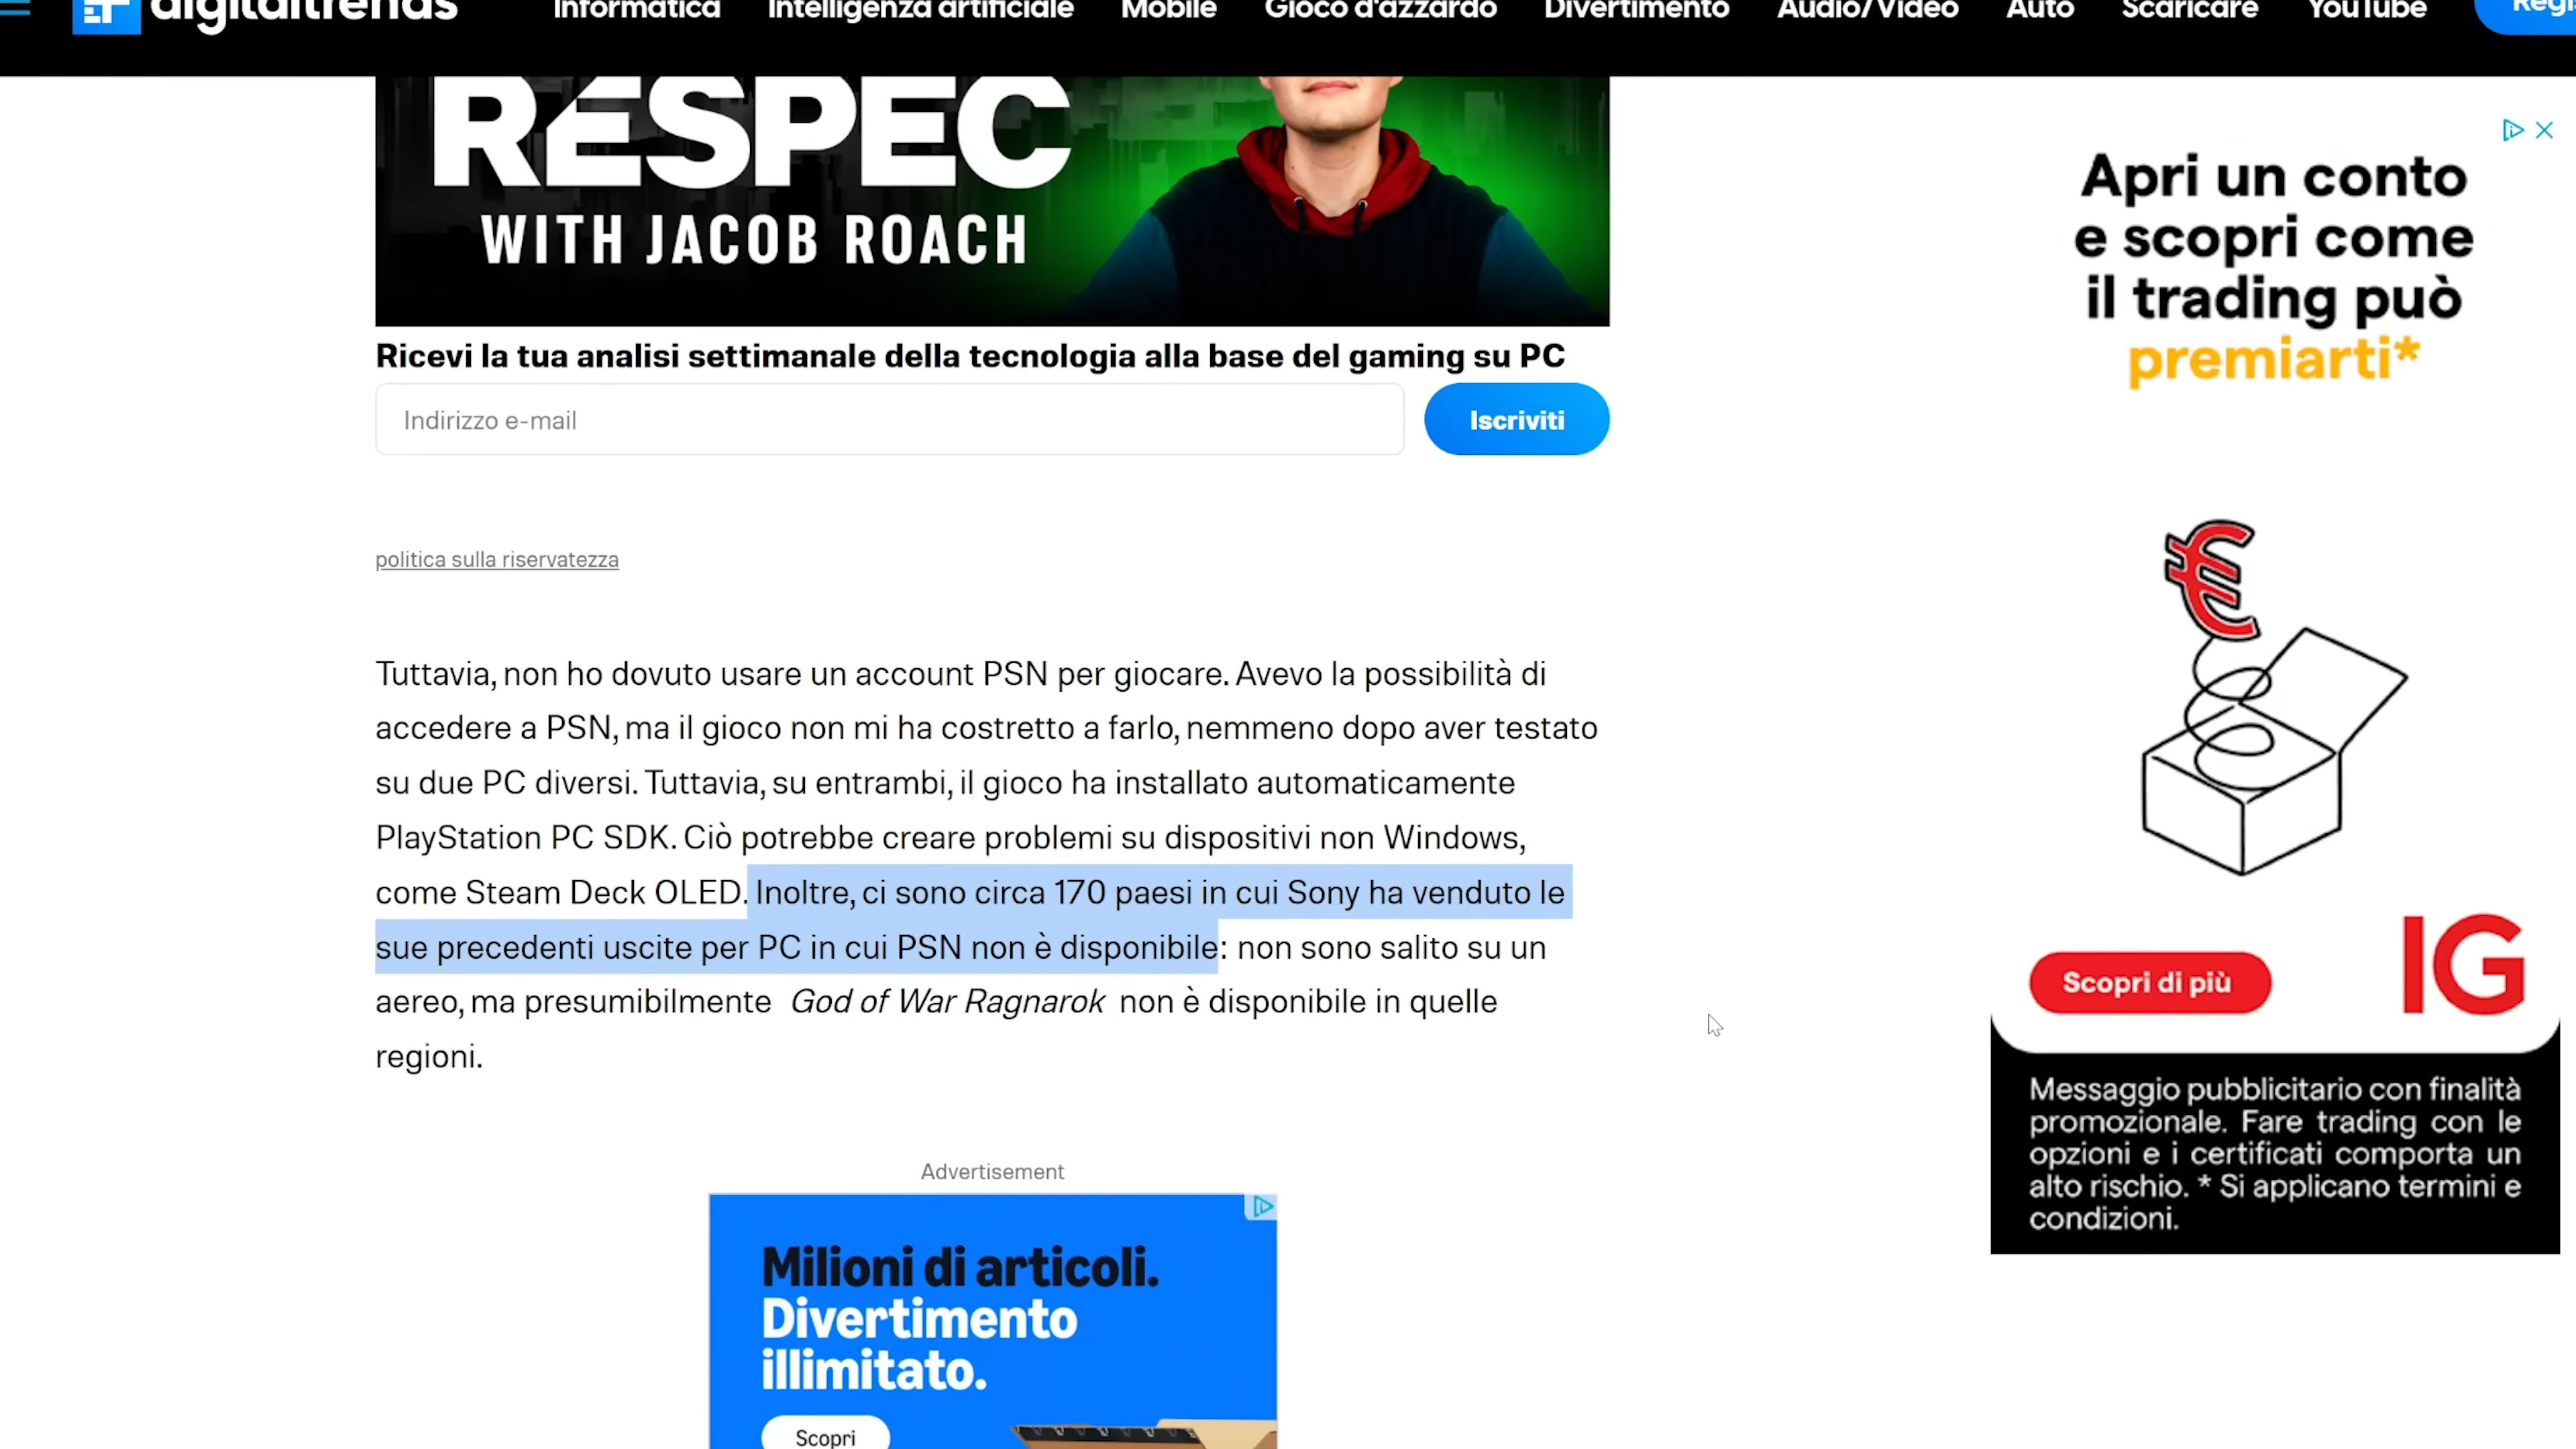 digitaltrends
Informatica Intelligenza artificiale Mobile Gioco d'azzardo Divertimento Audio/Video Auto Scaricare YouTube
RESPEC
WITH JACOB ROACH
Ricevi la tua analisi settimanale della tecnologia alla base del gaming su PC
Indirizzo e-mail
Iscriviti
politica sulla riservatezza
Tuttavia, non ho dovuto usare un account PSN per giocare. Avevo la possibilità di
accedere a PSN, ma il gioco non mi ha costretto a farlo, nemmeno dopo aver testato
su due PC diversi. Tuttavia, su entrambi, il gioco ha installato automaticamente
PlayStation PC SDK. Ciò potrebbe creare problemi su dispositivi non Windows,
come Steam Deck OLED. Inoltre, ci sono circa 170 paesi in cui Sony ha venduto le
sue precedenti uscite per PC in cui PSN non è disponibile: non sono salito su un
aereo, ma presumibilmente God of War Ragnarok non è disponibile in quelle
regioni.
Advertisement
Milioni di articoli.
Divertimento
illimitato.
Scopri
Apri un conto
e scopri come
il trading può
premiarti*
€
Scopri di più
IG
Messaggio pubblicitario con finalità
promozionale. Fare trading con le
opzioni e i certificati comporta un
alto rischio. * Si applicano termini e
condizioni.